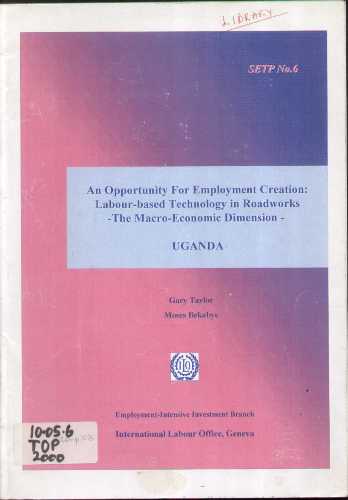 LIBRARY
SETP No.6
An Opportunity For Employment Creation:
Labour-based Technology in Roadworks
-The Macro-Economic Dimension -
UGANDA
Gary Taylor
Moses Bekabye
ILO
Employment-Intensive Investment Branch
International Labour Office, Geneva
10-05-6
TOP
2000